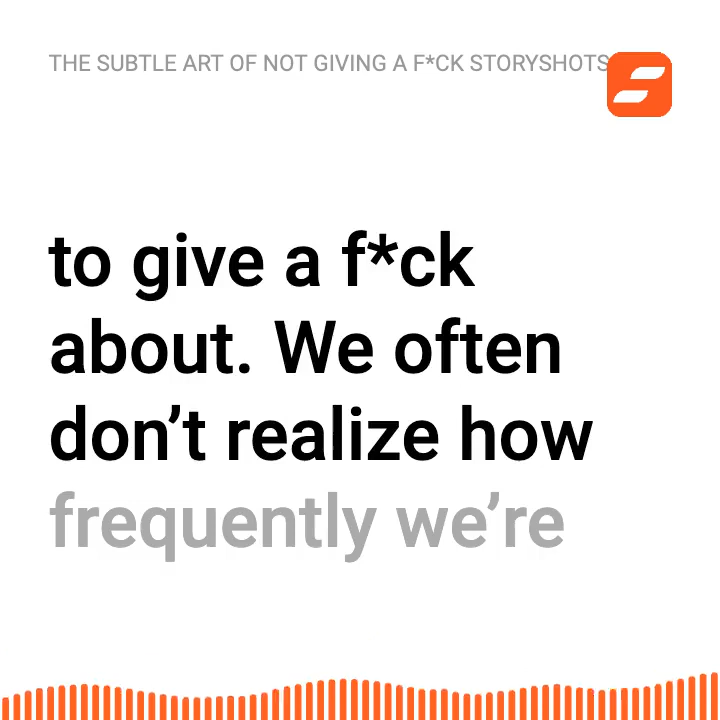 THE SUBTLE ART OF NOT GIVING A F*CK STORYSHOTS
to give a f*ck
about. We often
don’t realize how
frequently we’re